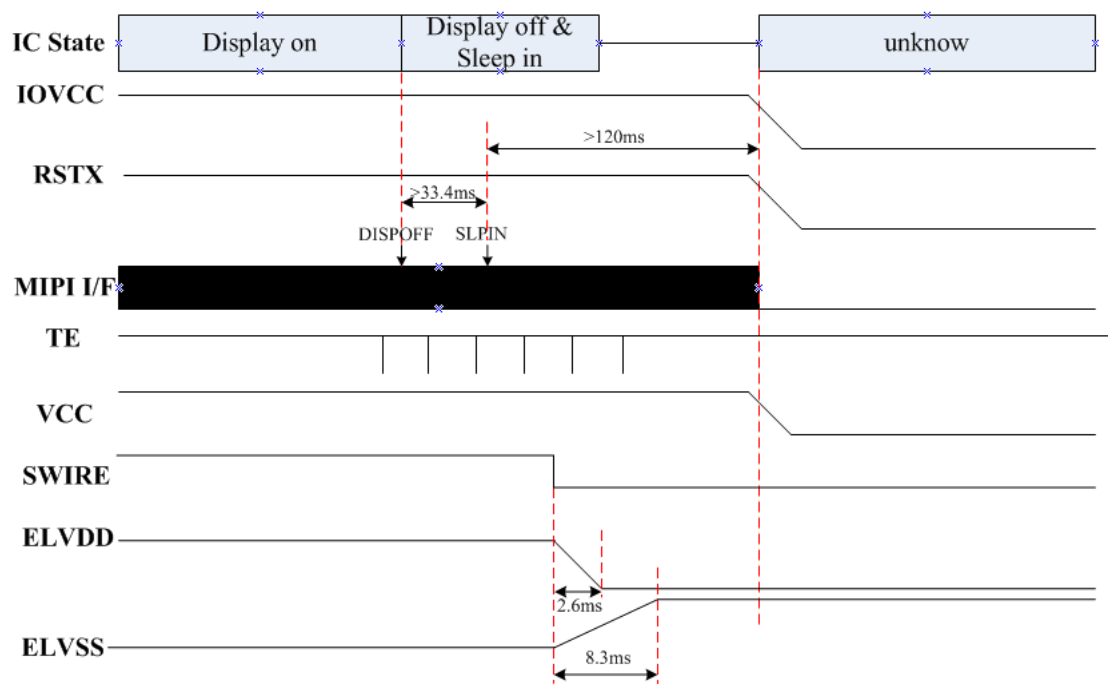 IC State
Display on
Display off &
Sleep in
unknow
IOVCC
>120ms
RSTX
>33.4ms
DISPOFF
SLPIN
MIPI I/F
TE
VCC
SWIRE
ELVDD
2.6ms
ELVSS
8.3ms